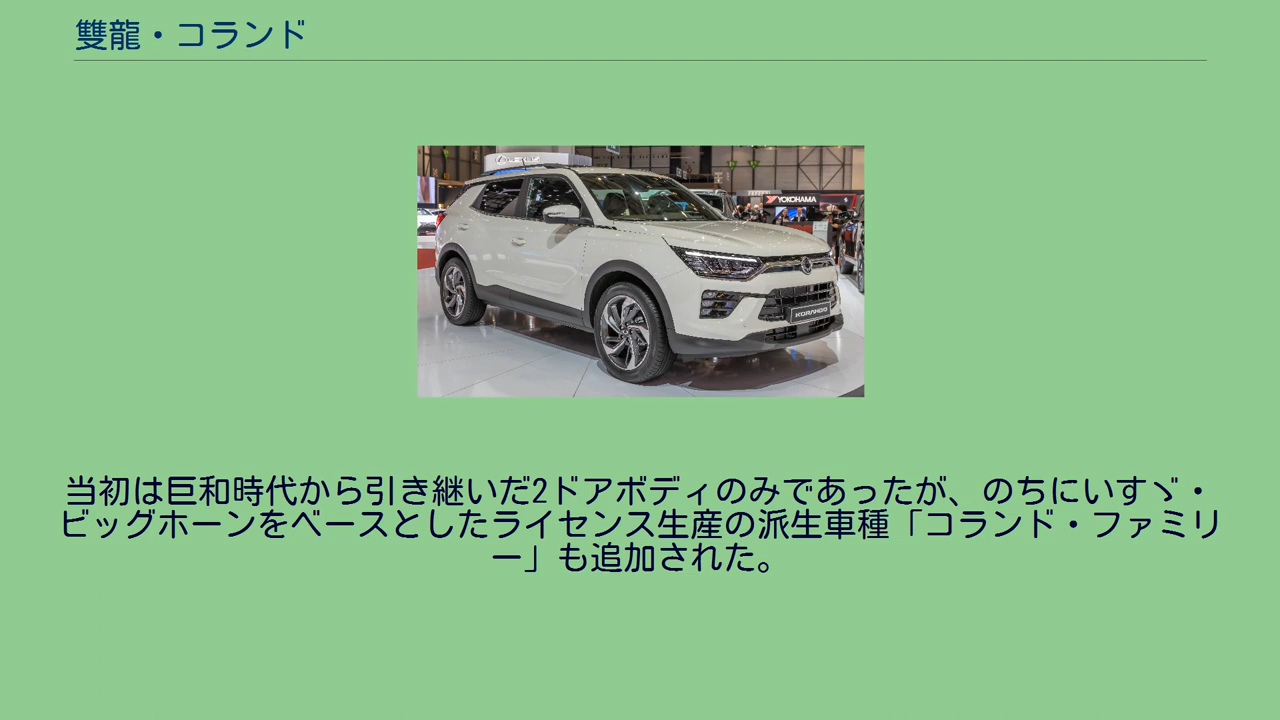 雙龍・コランド
YOKOHAMA
KORANDO
当初は巨和時代から引き継いだ2ドアボディのみであったが、のちにいすゞ・
ビッグホーンをベースとしたライセンス生産の派生車種「コランド・ファミリ
ー」も追加された。